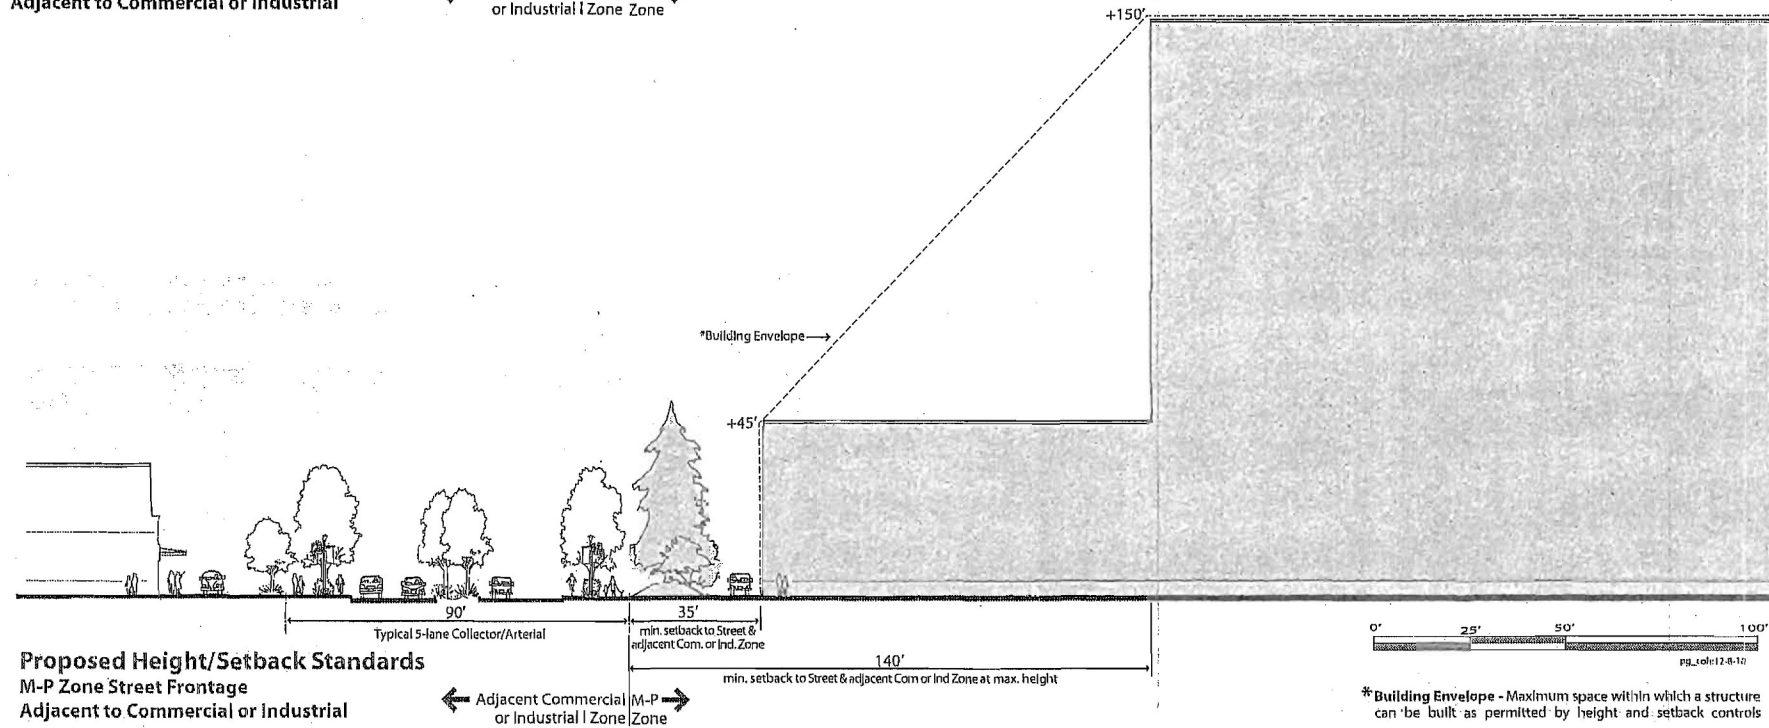 Adjacent to Commercial or Industrial
or Industrial | Zone Zone
+150'
*Building Envelope
+45'
90'
Typical 5-lane Collector/Arterial
35'
min. setback to Street &
adjacent Com. or Ind. Zone
140'
min. setback to Street & adjacent Com or Ind Zone at max. height
0' 25' 50' 100'
Proposed Height/Setback Standards
M-P Zone Street Frontage
Adjacent to Commercial or Industrial
Adjacent Commercial M-P
or Industrial | Zone Zone
*Building Envelope - Maximum space within which a structure
can be built as permitted by height and setback controls